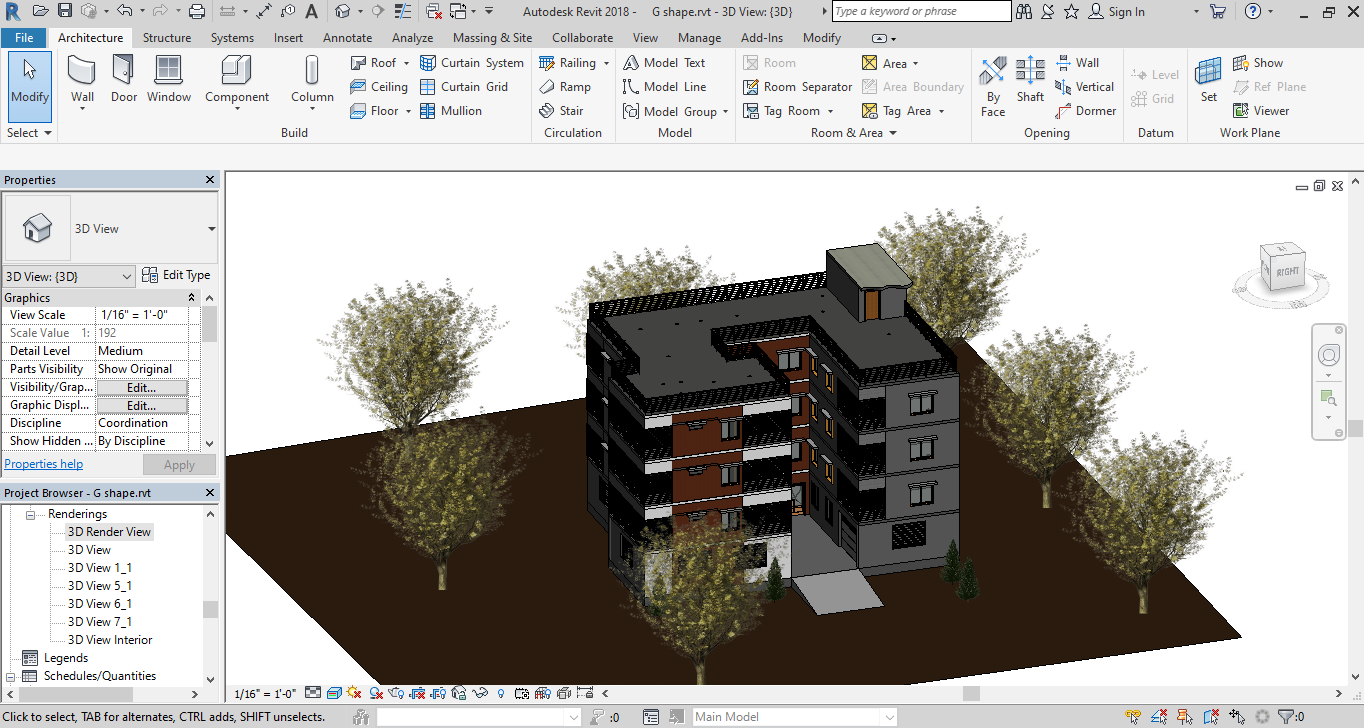 Autodesk Revit 2018 - G shape.rvt - 3D View: {3D}
Type a keyword or phrase
Sign In
File Architecture Structure Systems Insert Annotate Analyze Massing & Site Collaborate View Manage Add-Ins Modify
Modify
Select
Wall
Door
Window
Component
Column
Roof
Ceiling
Floor
Curtain System
Curtain Grid
Mullion
Build
Railing
Ramp
Stair
Circulation
Model Text
Model Line
Model Group
Model
Room
Room Separator
Tag Room
Area
Area Boundary
Tag Area
Room & Area
By
Face
Shaft
Wall
Vertical
Dormer
Opening
Level
Grid
Datum
Set
Show
Ref Plane
Viewer
Work Plane
Properties
3D View
3D View: {3D}
Edit Type
Graphics
View Scale 1/16" = 1'-0"
Scale Value 1: 192
Detail Level Medium
Parts Visibility Show Original
Visibility/Grap... Edit...
Graphic Displ... Edit...
Discipline Coordination
Show Hidden ... By Discipline
Properties help
Apply
Project Browser - G shape.rvt
Renderings
3D Render View
3D View
3D View 1_1
3D View 5_1
3D View 6_1
3D View 7_1
3D View Interior
Legends
Schedules/Quantities
RIGHT
1/16" = 1'-0"
Click to select, TAB for alternates, CTRL adds, SHIFT unselects.
:0
Main Model
:0